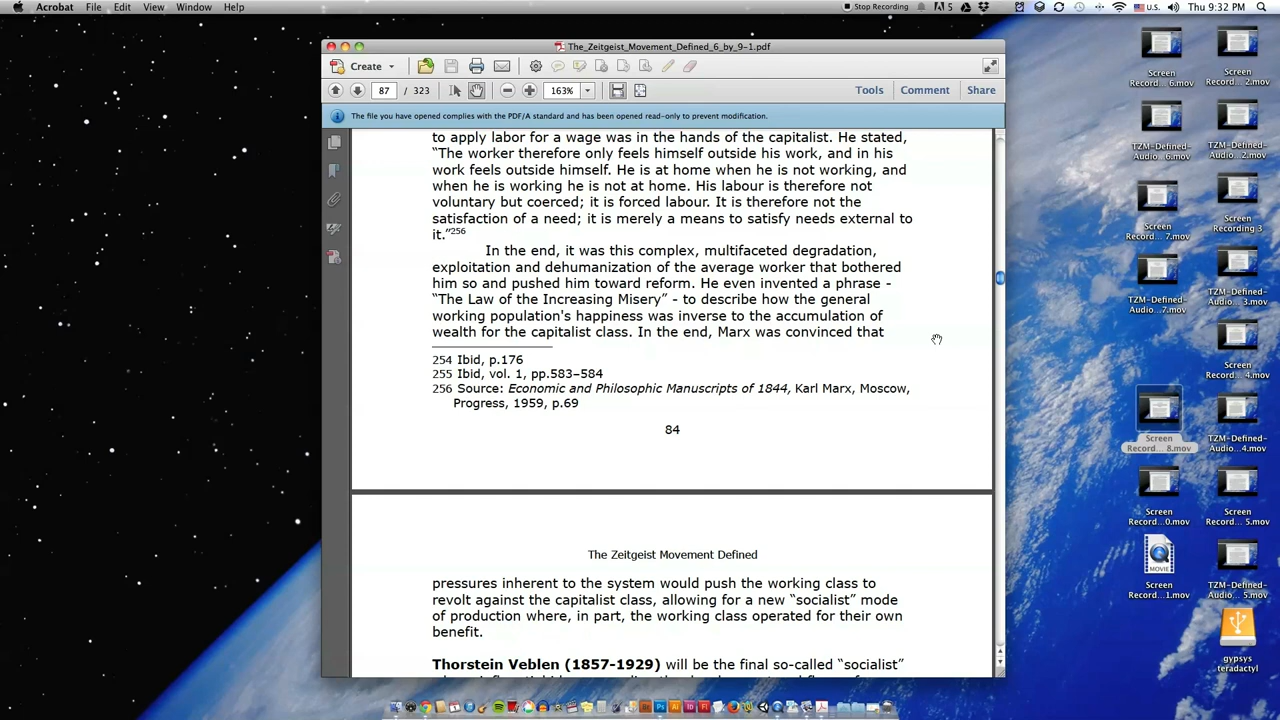 Acrobat File Edit View Window Help
Stop Recording 5 U.S. Thu 9:32 PM
The_Zeitgeist_Movement_Defined_6_by_9-1.pdf
Create
87 / 323 163% Tools Comment Share
The file you have opened complies with the PDF/A standard and has been opened read-only to prevent modification.
to apply labor for a wage was in the hands of the capitalist. He stated,
“The worker therefore only feels himself outside his work, and in his
work feels outside himself. He is at home when he is not working, and
when he is working he is not at home. His labour is therefore not
voluntary but coerced; it is forced labour. It is therefore not the
satisfaction of a need; it is merely a means to satisfy needs external to
it.”256
In the end, it was this complex, multifaceted degradation,
exploitation and dehumanization of the average worker that bothered
him so and pushed him toward reform. He even invented a phrase -
“The Law of the Increasing Misery” - to describe how the general
working population's happiness was inverse to the accumulation of
wealth for the capitalist class. In the end, Marx was convinced that
254 Ibid, p.176
255 Ibid, vol. 1, pp.583–584
256 Source: Economic and Philosophic Manuscripts of 1844, Karl Marx, Moscow,
Progress, 1959, p.69
84
The Zeitgeist Movement Defined
pressures inherent to the system would push the working class to
revolt against the capitalist class, allowing for a new “socialist” mode
of production where, in part, the working class operated for their own
benefit.
Thorstein Veblen (1857-1929) will be the final so-called “socialist”
Screen
Record...6.mov
Screen
Record... 2.mov
TZM-Defined-
Audio...6.mov
TZM-Defined-
Audio...2.mov
Screen
Record...7.mov
Screen
Recording 3
TZM-Defined-
Audio...7.mov
TZM-Defined-
Audio... 3.mov
Screen
Record...4.mov
Screen
Record... 8.mov
TZM-Defined-
Audio...4.mov
Screen
Record...0.mov
Screen
Record... 5.mov
MOVIE
Screen
Record...1.mov
TZM-Defined-
Audio... 5.mov
gypsys
teradactyl